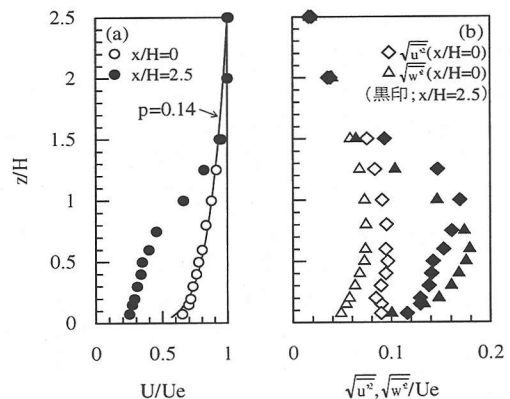 (a)
x/H=0
x/H=2.5
p=0.14
(b)
√u'² (x/H=0)
√w'² (x/H=0)
(黒印;x/H=2.5)
z/H
2.5
2
1.5
1
0.5
0
0 0.5 1
U/Ue
0 0.1 0.2
√u'²,√w'²/Ue